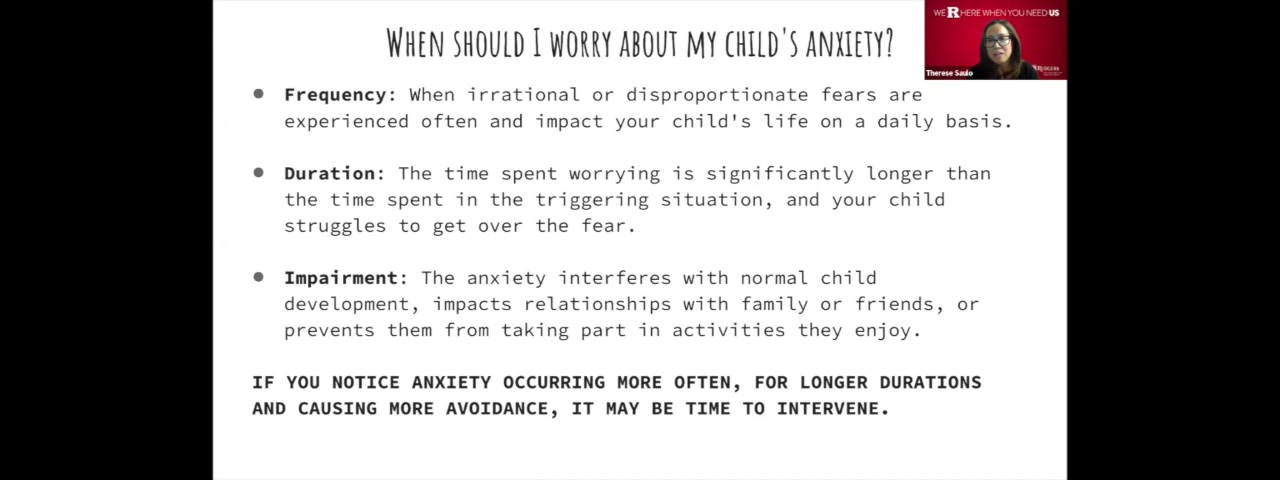 When should I worry about my child's anxiety?
WE R HERE WHEN YOU NEED US
Therese Saulo
RUTGERS
● Frequency: When irrational or disproportionate fears are
experienced often and impact your child's life on a daily basis.
● Duration: The time spent worrying is significantly longer than
the time spent in the triggering situation, and your child
struggles to get over the fear.
● Impairment: The anxiety interferes with normal child
development, impacts relationships with family or friends, or
prevents them from taking part in activities they enjoy.
IF YOU NOTICE ANXIETY OCCURRING MORE OFTEN, FOR LONGER DURATIONS
AND CAUSING MORE AVOIDANCE, IT MAY BE TIME TO INTERVENE.